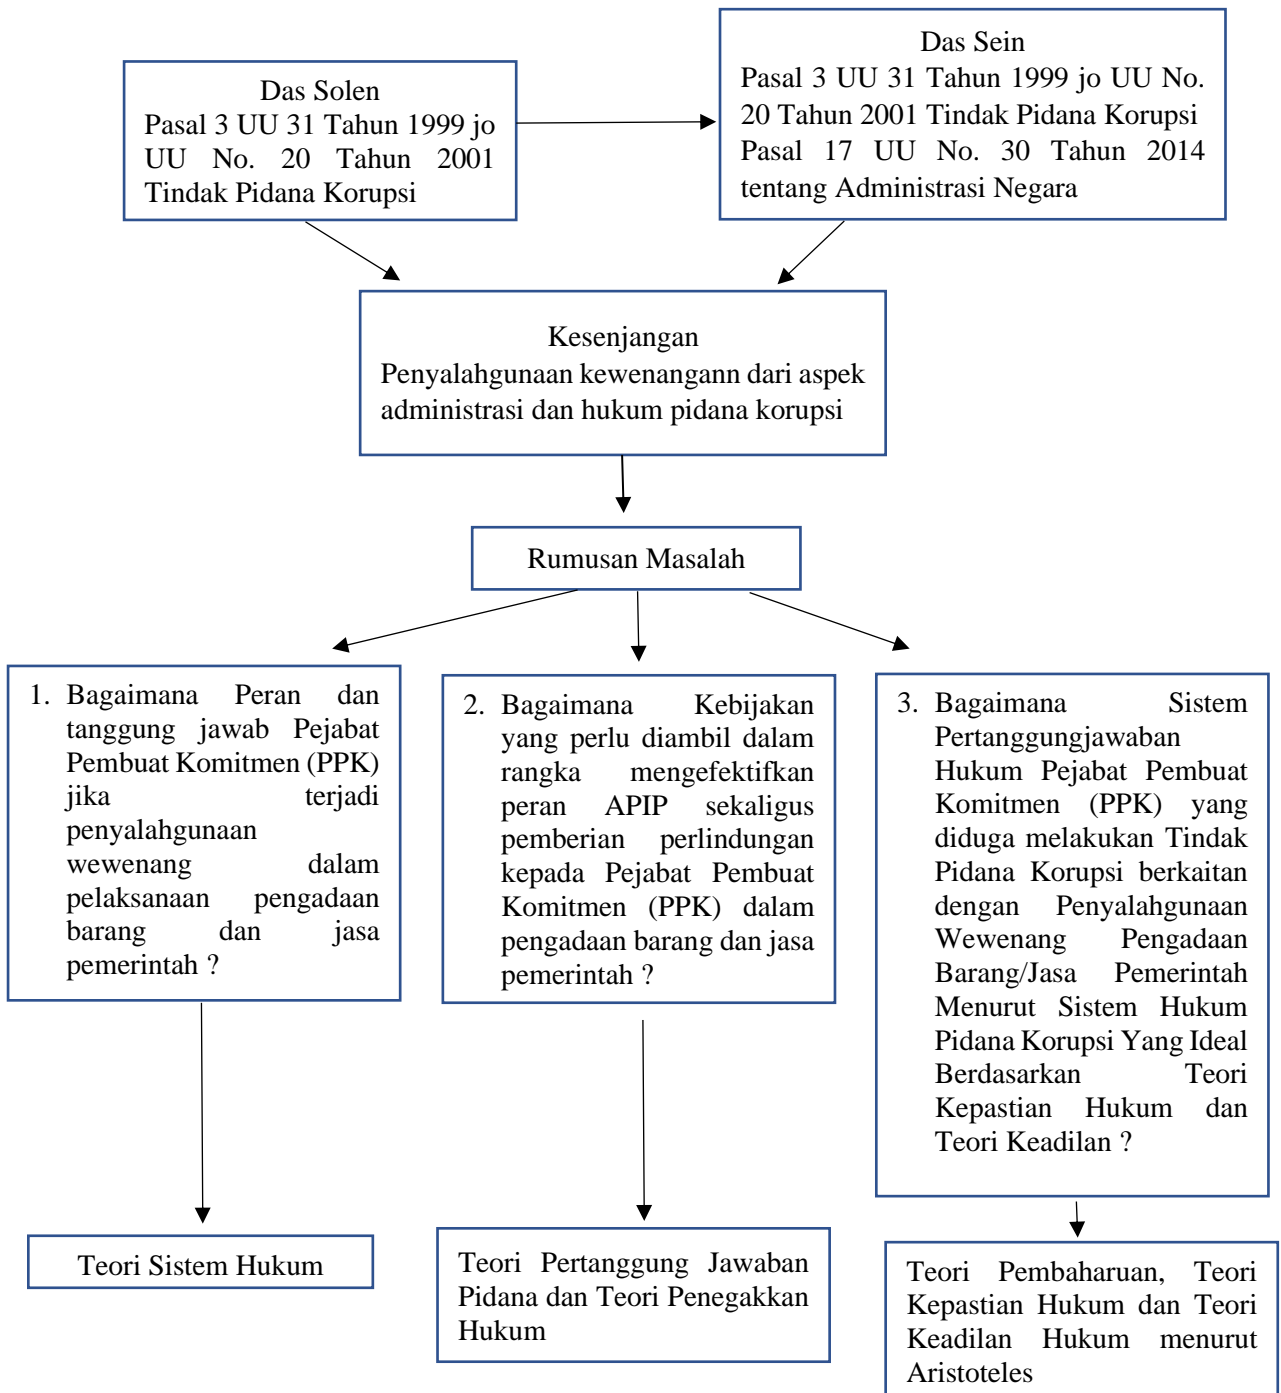 Das Solen
Pasal 3 UU 31 Tahun 1999 jo
UU No. 20 Tahun 2001
Tindak Pidana Korupsi
Das Sein
Pasal 3 UU 31 Tahun 1999 jo UU No.
20 Tahun 2001 Tindak Pidana Korupsi
Pasal 17 UU No. 30 Tahun 2014
tentang Administrasi Negara
Kesenjangan
Penyalahgunaan kewenangann dari aspek
administrasi dan hukum pidana korupsi
Rumusan Masalah
1. Bagaimana Peran dan
tanggung jawab Pejabat
Pembuat Komitmen (PPK)
jika terjadi
penyalahgunaan
wewenang dalam
pelaksanaan pengadaan
barang dan jasa
pemerintah ?
2. Bagaimana Kebijakan
yang perlu diambil dalam
rangka mengefektifkan
peran APIP sekaligus
pemberian perlindungan
kepada Pejabat Pembuat
Komitmen (PPK) dalam
pengadaan barang dan jasa
pemerintah ?
3. Bagaimana Sistem
Pertanggungjawaban
Hukum Pejabat Pembuat
Komitmen (PPK) yang
diduga melakukan Tindak
Pidana Korupsi berkaitan
dengan Penyalahgunaan
Wewenang Pengadaan
Barang/Jasa Pemerintah
Menurut Sistem Hukum
Pidana Korupsi Yang Ideal
Berdasarkan Teori
Kepastian Hukum dan
Teori Keadilan ?
Teori Sistem Hukum
Teori Pertanggung Jawaban
Pidana dan Teori Penegakkan
Hukum
Teori Pembaharuan, Teori
Kepastian Hukum dan Teori
Keadilan Hukum menurut
Aristoteles